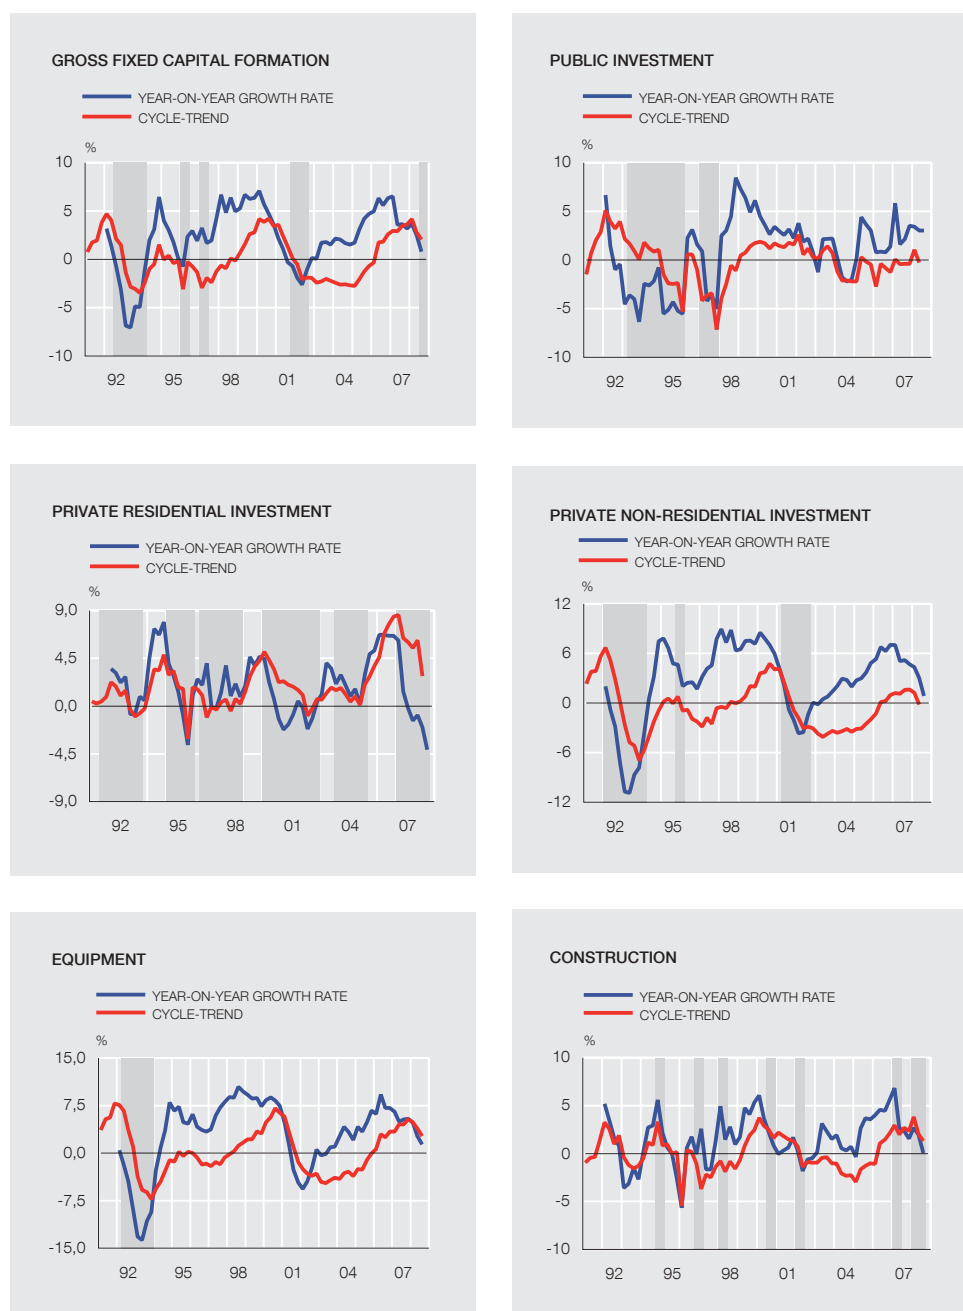 GROSS FIXED CAPITAL FORMATION
YEAR-ON-YEAR GROWTH RATE
CYCLE-TREND
%
10
5
0
-5
-10
92 95 98 01 04 07
PUBLIC INVESTMENT
YEAR-ON-YEAR GROWTH RATE
CYCLE-TREND
%
10
5
0
-5
-10
92 95 98 01 04 07
PRIVATE RESIDENTIAL INVESTMENT
YEAR-ON-YEAR GROWTH RATE
CYCLE-TREND
%
9,0
4,5
0,0
-4,5
-9,0
92 95 98 01 04 07
PRIVATE NON-RESIDENTIAL INVESTMENT
YEAR-ON-YEAR GROWTH RATE
CYCLE-TREND
%
12
6
0
-6
-12
92 95 98 01 04 07
EQUIPMENT
YEAR-ON-YEAR GROWTH RATE
CYCLE-TREND
%
15,0
7,5
0,0
-7,5
-15,0
92 95 98 01 04 07
CONSTRUCTION
YEAR-ON-YEAR GROWTH RATE
CYCLE-TREND
%
10
5
0
-5
-10
92 95 98 01 04 07